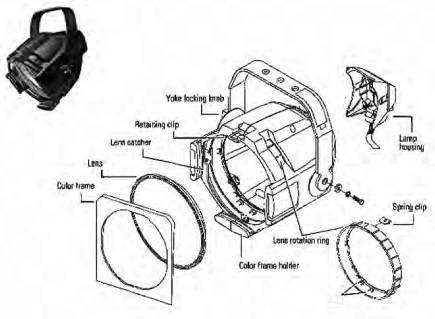 Yoke locking knob
Retaining clip
Lens catcher
Lens
Color frame
Lamp
housing
Spring clip
Lens rotation ring
Color frame holder